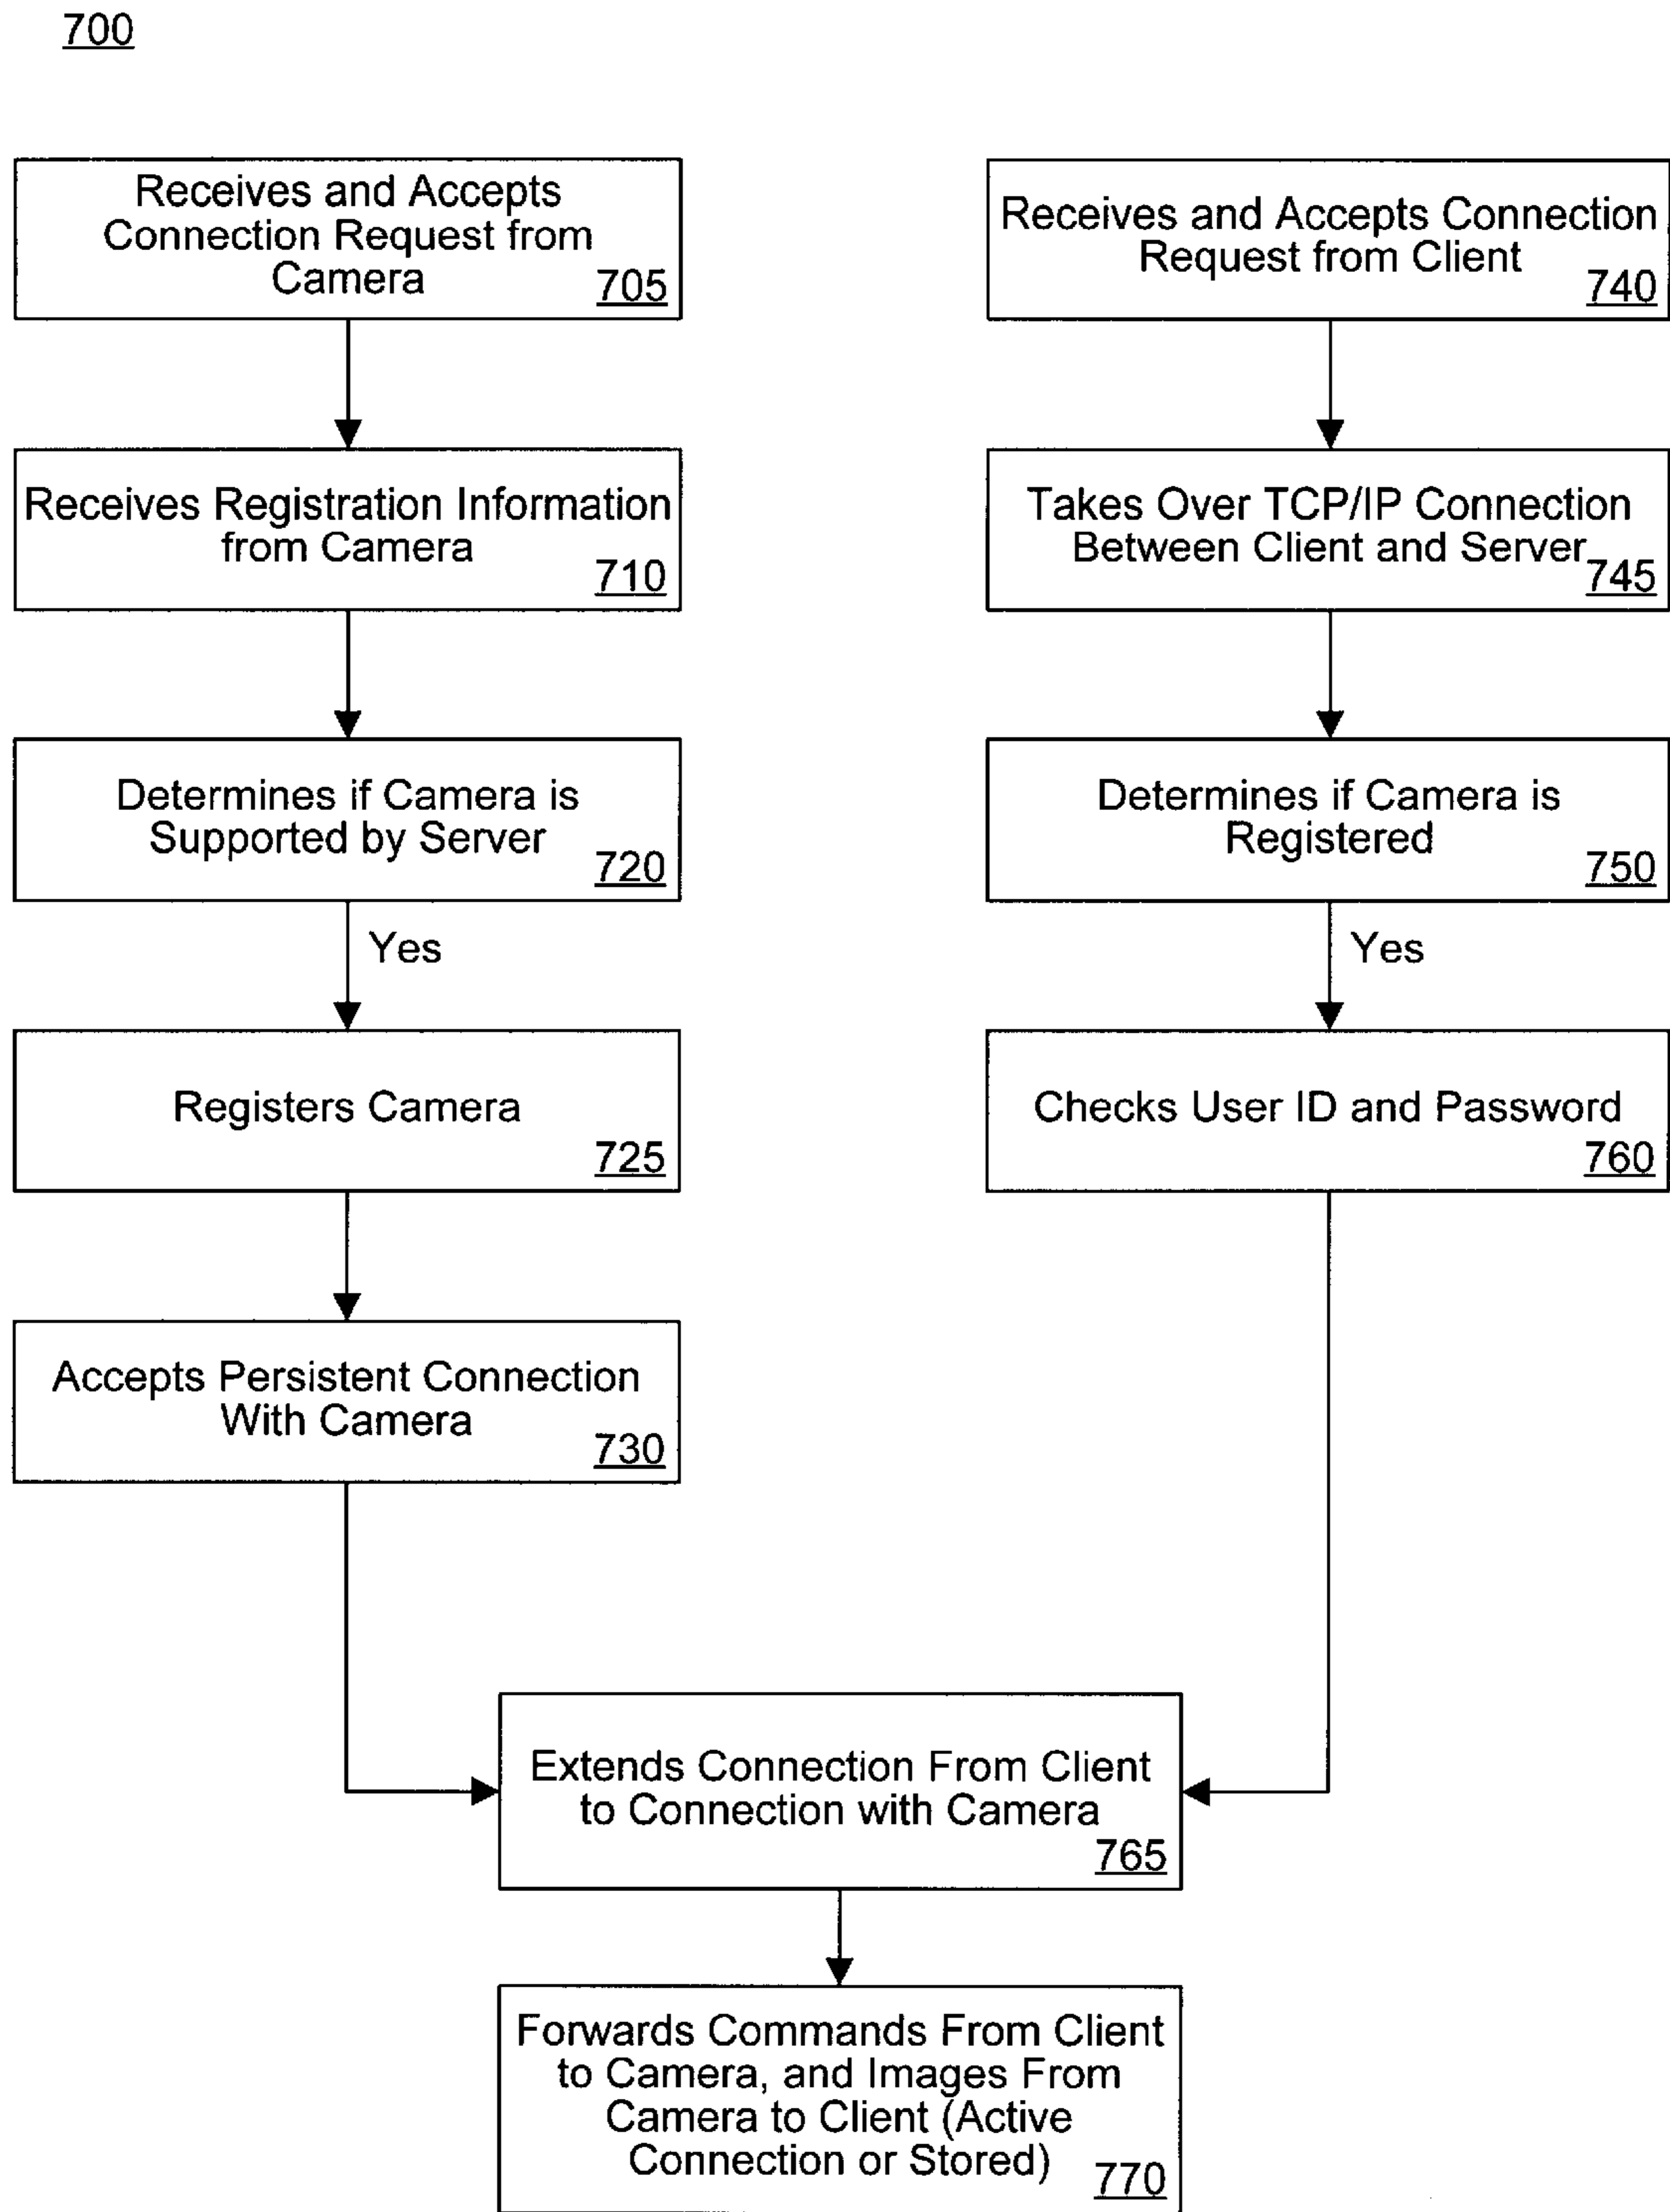 700
Receives and Accepts
Connection Request from
Camera
705
Receives Registration Information
from Camera
710
Determines if Camera is
Supported by Server
720
Yes
Registers Camera
725
Accepts Persistent Connection
With Camera
730
Receives and Accepts Connection
Request from Client
740
Takes Over TCP/IP Connection
Between Client and Server
745
Determines if Camera is
Registered
750
Yes
Checks User ID and Password
760
Extends Connection From Client
to Connection with Camera
765
Forwards Commands From Client
to Camera, and Images From
Camera to Client (Active
Connection or Stored)
770